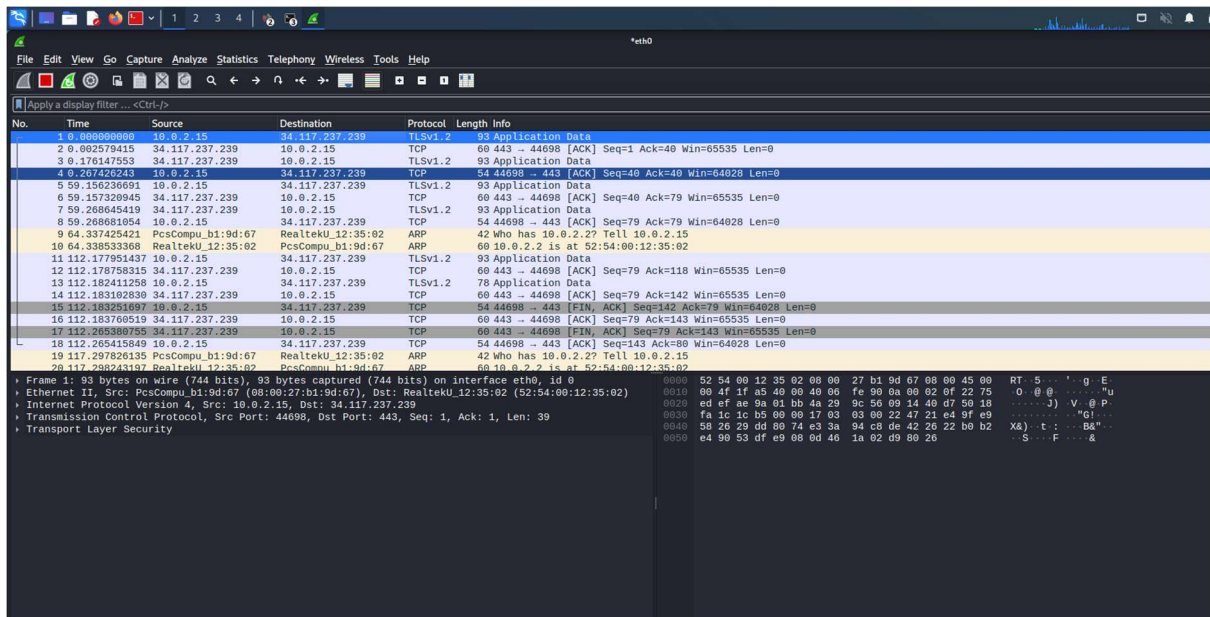 1 2 3 4
*eth0
File Edit View Go Capture Analyze Statistics Telephony Wireless Tools Help
Apply a display filter ... <Ctrl-/>
No. Time Source Destination Protocol Length Info
1 0.000000000 10.0.2.15 34.117.237.239 TLSv1.2 93 Application Data
2 0.002579415 34.117.237.239 10.0.2.15 TCP 60 443 → 44698 [ACK] Seq=1 Ack=40 Win=65535 Len=0
3 0.176147553 34.117.237.239 10.0.2.15 TLSv1.2 93 Application Data
4 0.267426243 10.0.2.15 34.117.237.239 TCP 54 44698 → 443 [ACK] Seq=40 Ack=40 Win=64028 Len=0
5 59.156236691 10.0.2.15 34.117.237.239 TLSv1.2 93 Application Data
6 59.157320945 34.117.237.239 10.0.2.15 TCP 60 443 → 44698 [ACK] Seq=40 Ack=79 Win=65535 Len=0
7 59.268645419 34.117.237.239 10.0.2.15 TLSv1.2 93 Application Data
8 59.268681054 10.0.2.15 34.117.237.239 TCP 54 44698 → 443 [ACK] Seq=79 Ack=79 Win=64028 Len=0
9 64.337425421 PcsCompu_b1:9d:67 RealtekU_12:35:02 ARP 42 Who has 10.0.2.2? Tell 10.0.2.15
10 64.338533368 RealtekU_12:35:02 PcsCompu_b1:9d:67 ARP 60 10.0.2.2 is at 52:54:00:12:35:02
11 112.177951437 10.0.2.15 34.117.237.239 TLSv1.2 93 Application Data
12 112.178758315 34.117.237.239 10.0.2.15 TCP 60 443 → 44698 [ACK] Seq=79 Ack=118 Win=65535 Len=0
13 112.182411258 10.0.2.15 34.117.237.239 TLSv1.2 78 Application Data
14 112.183102830 34.117.237.239 10.0.2.15 TCP 60 443 → 44698 [ACK] Seq=79 Ack=142 Win=65535 Len=0
15 112.183251697 10.0.2.15 34.117.237.239 TCP 54 44698 → 443 [FIN, ACK] Seq=142 Ack=79 Win=64028 Len=0
16 112.183760519 34.117.237.239 10.0.2.15 TCP 60 443 → 44698 [ACK] Seq=79 Ack=143 Win=65535 Len=0
17 112.265380755 34.117.237.239 10.0.2.15 TCP 60 443 → 44698 [FIN, ACK] Seq=79 Ack=143 Win=65535 Len=0
18 112.265415849 10.0.2.15 34.117.237.239 TCP 54 44698 → 443 [ACK] Seq=143 Ack=80 Win=64028 Len=0
19 117.297826135 PcsCompu_b1:9d:67 RealtekU_12:35:02 ARP 42 Who has 10.0.2.2? Tell 10.0.2.15
20 117.298243197 RealtekU_12:35:02 PcsCompu_b1:9d:67 ARP 60 10.0.2.2 is at 52:54:00:12:35:02
Frame 1: 93 bytes on wire (744 bits), 93 bytes captured (744 bits) on interface eth0, id 0
Ethernet II, Src: PcsCompu_b1:9d:67 (08:00:27:b1:9d:67), Dst: RealtekU_12:35:02 (52:54:00:12:35:02)
Internet Protocol Version 4, Src: 10.0.2.15, Dst: 34.117.237.239
Transmission Control Protocol, Src Port: 44698, Dst Port: 443, Seq: 1, Ack: 1, Len: 39
Transport Layer Security
0000 52 54 00 12 35 02 08 00 27 b1 9d 67 08 00 45 00 RT··5···'··g··E·
0010 00 4f 1f a5 40 00 40 06 fe 90 0a 00 02 0f 22 75 ·O··@·@·······"u
0020 ed ef ae 9a 01 bb 4a 29 9c 56 09 14 40 d7 50 18 ······J)·V··@·P·
0030 fa 1c 1c b5 00 00 17 03 03 00 22 47 21 e4 9f e9 ··········"G!···
0040 58 26 29 dd 80 74 e3 3a 94 c8 de 42 26 22 b0 b2 X&)··t·:···B&"··
0050 e4 90 53 df e9 08 0d 46 1a 02 d9 80 26 ··S····F····&